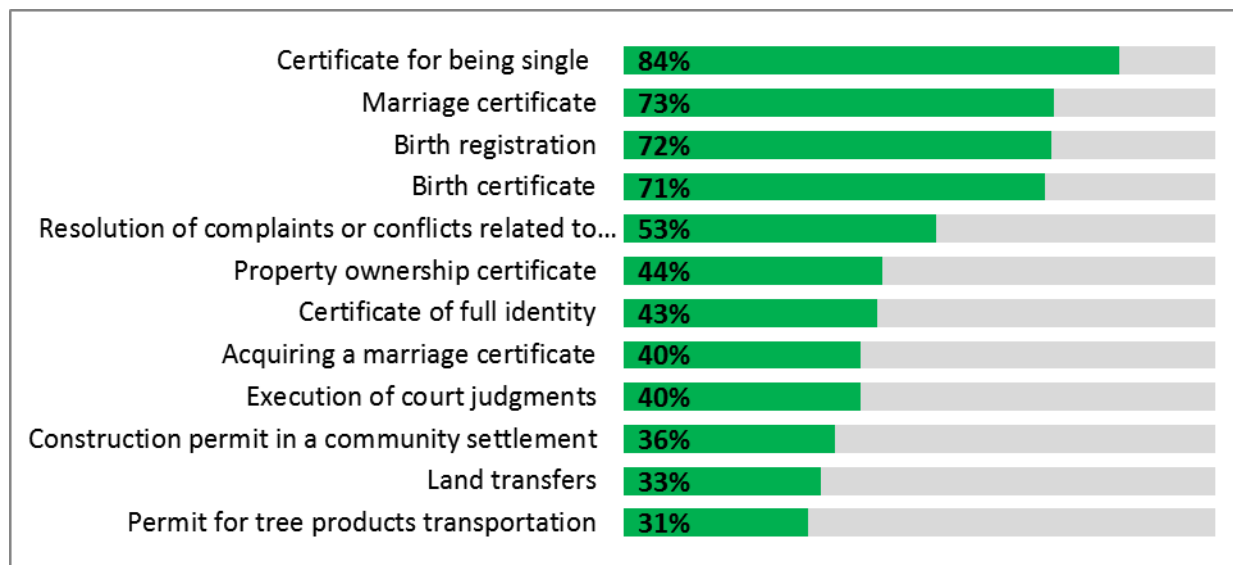 Certificate for being single 84%
Marriage certificate 73%
Birth registration 72%
Birth certificate 71%
Resolution of complaints or conflicts related to... 53%
Property ownership certificate 44%
Certificate of full identity 43%
Acquiring a marriage certificate 40%
Execution of court judgments 40%
Construction permit in a community settlement 36%
Land transfers 33%
Permit for tree products transportation 31%